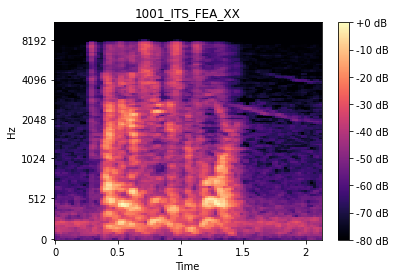 1001_ITS_FEA_XX
8192
4096
2048
1024
512
0
Hz
0 0.5 1 1.5 2
Time
+0 dB
-10 dB
-20 dB
-30 dB
-40 dB
-50 dB
-60 dB
-70 dB
-80 dB